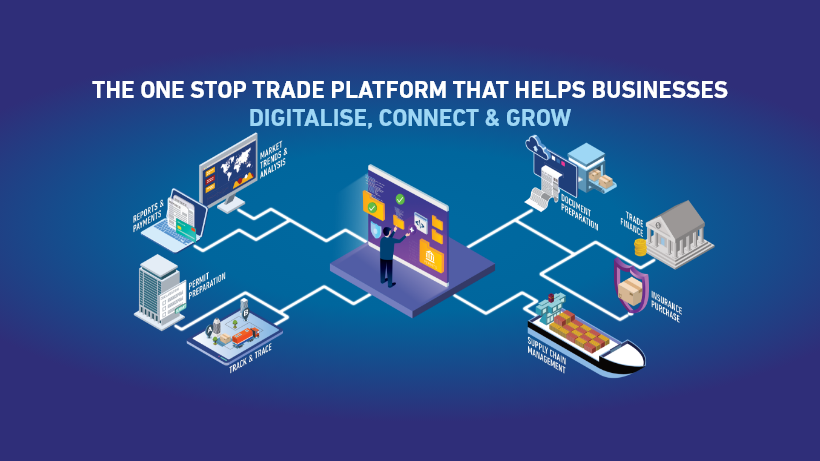 THE ONE STOP TRADE PLATFORM THAT HELPS BUSINESSES
DIGITALISE, CONNECT & GROW
MARKET
TRENDS &
ANALYSIS
REPORTS &
PAYMENTS
PERMIT
PREPARATION
A
B
TRACK & TRACE
DOCUMENT
PREPARATION
TRADE
FINANCE
INSURANCE
PURCHASE
SUPPLY CHAIN
MANAGEMENT